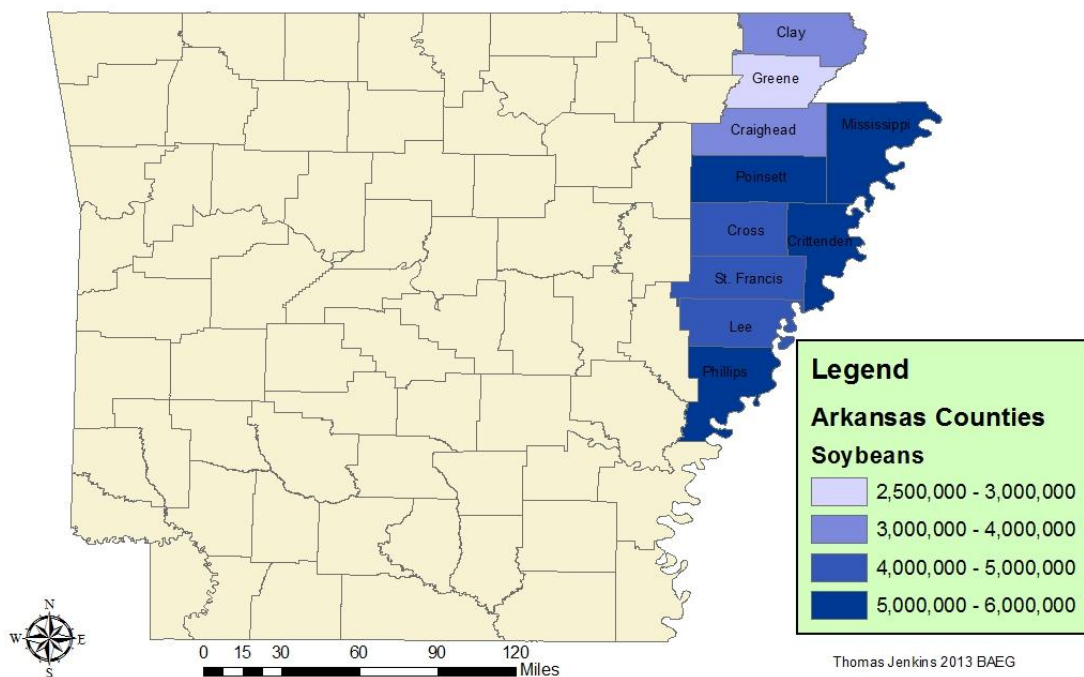 Clay
Greene
Craighead
Mississippi
Poinsett
Cross
Crittenden
St. Francis
Lee
Phillips
Legend
Arkansas Counties
Soybeans
2,500,000 - 3,000,000
3,000,000 - 4,000,000
4,000,000 - 5,000,000
5,000,000 - 6,000,000
N
W E
S
0 15 30 60 90 120
Miles
Thomas Jenkins 2013 BAEG